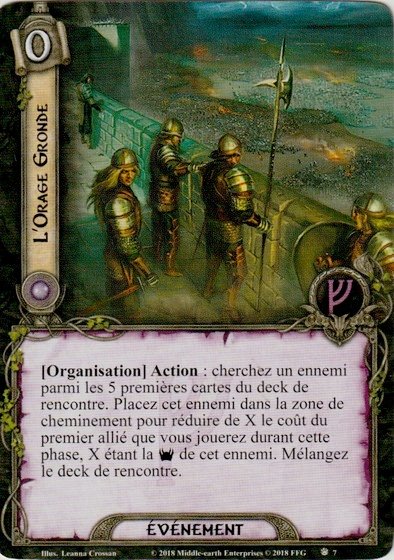 0
L'Orage Gronde
[Organisation] Action : cherchez un ennemi
parmi les 5 premières cartes du deck de
rencontre. Placez cet ennemi dans la zone de
cheminement pour réduire de X le coût du
premier allié que vous jouerez durant cette
phase, X étant la de cet ennemi. Mélangez
le deck de rencontre.
ÉVÉNEMENT
Illus. Leanna Crossan © 2018 Middle-earth Enterprises © 2018 FFG 7